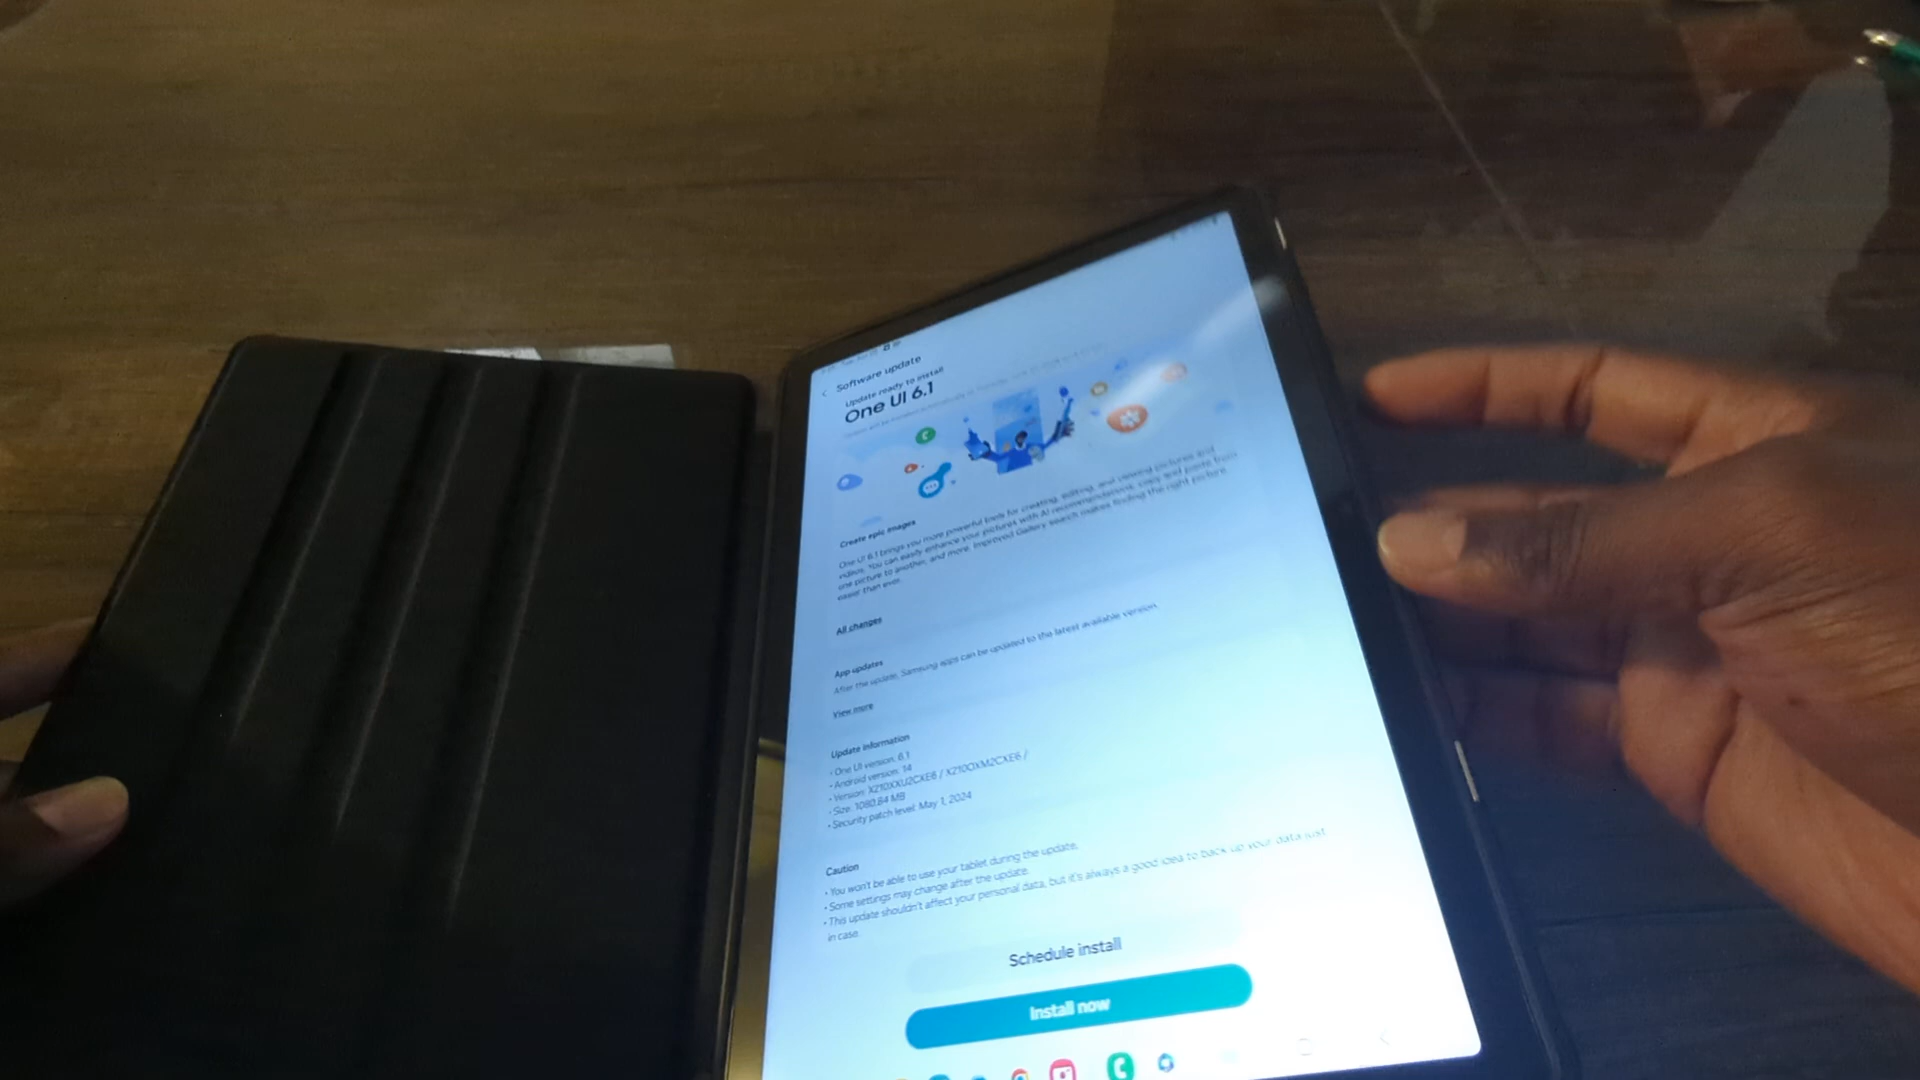 Software update
Update ready to install
One UI 6.1
Create epic images
One UI 6.1 brings you more powerful tools for creating, editing, and viewing pictures and
videos. You can easily enhance your pictures with AI recommendations, copy and paste from
one picture to another, and more. Improved Gallery search makes finding the right picture
easier than ever.
All changes
App updates
After the update, Samsung apps can be updated to the latest available version.
View more
Update information
• One UI version: 6.1
• Android version: 14
• Version: X210XXU2CXE6 / X210OXM2CXE6 /
• Size: 1080.84 MB
• Security patch level: May 1, 2024
Caution
• You won't be able to use your tablet during the update.
• Some settings may change after the update.
• This update shouldn't affect your personal data, but it's always a good idea to back up your data just
in case.
Schedule install
Install now